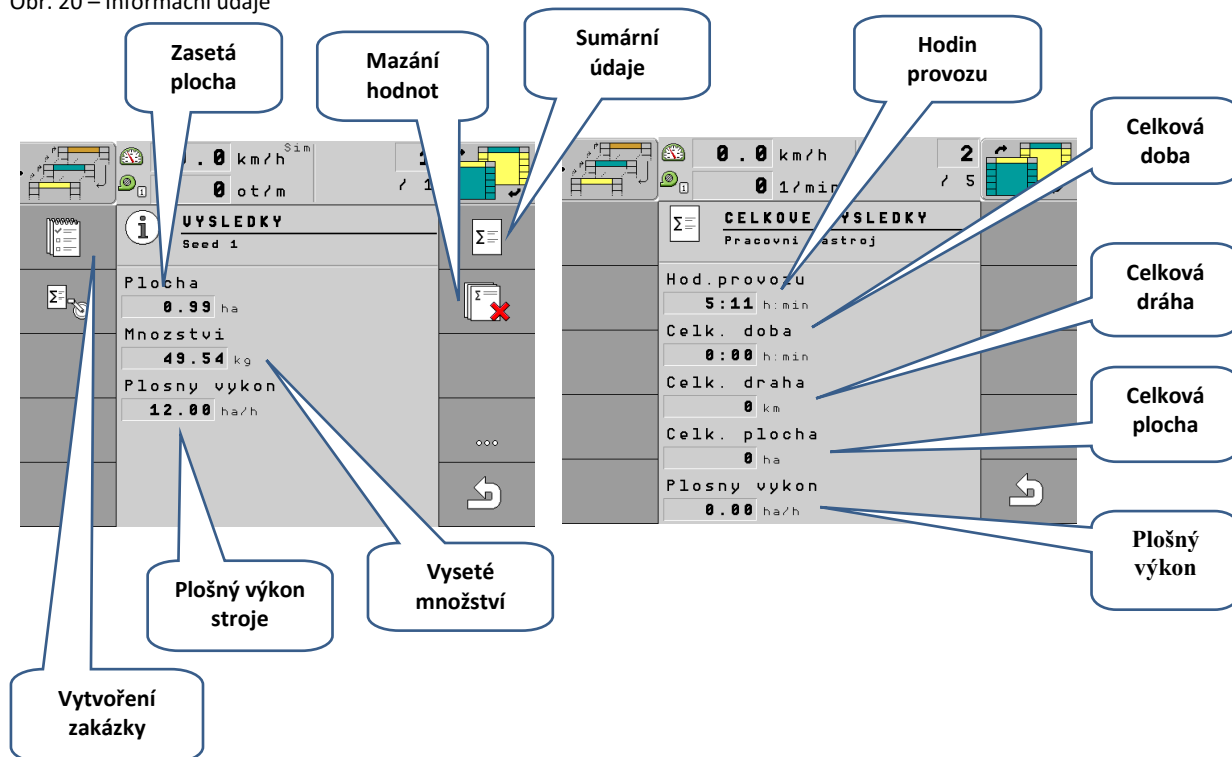 Obr. 20 – Informační údaje
Zasetá
plocha
Mazání
hodnot
Sumární
údaje
Hodin
provozu
Celková
doba
Celková
dráha
Celková
plocha
Plošný
výkon
.0 km/h Sim
0 ot/m
/ 1
i
VYSLEDKY
Seed 1
Σ=
Plocha
0.99 ha
Mnozstvi
49.54 kg
Plosny vykon
12.00 ha/h
0.0 km/h
2
1
0 1/min
/ 5
Σ=
CELKOVE VYSLEDKY
Pracovni nastroj
Hod.provozu
5:11 h:min
Celk. doba
0:00 h:min
Celk. draha
0 km
Celk. plocha
0 ha
Plosny vykon
0.00 ha/h
Plošný výkon
stroje
Vyseté
množství
Vytvoření
zakázky